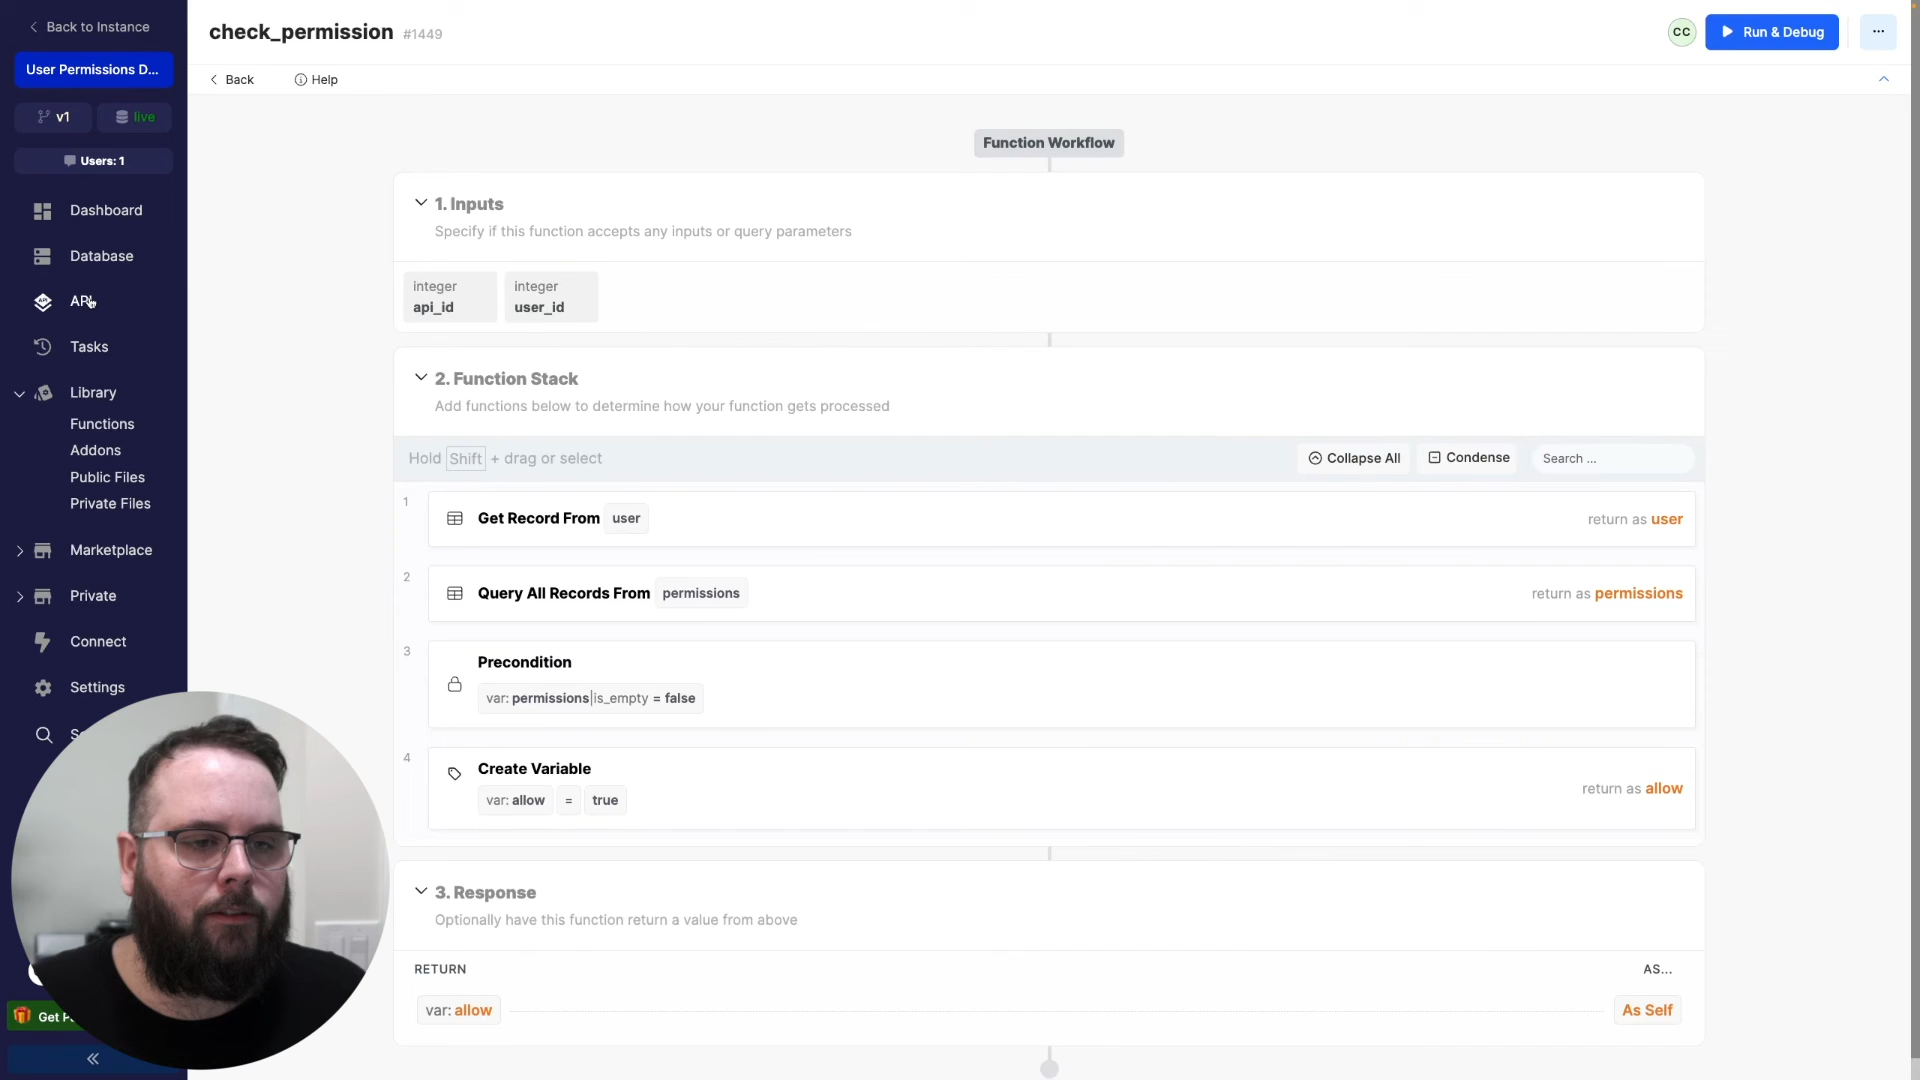 Back to Instance
User Permissions D...
v1
live
Users: 1
Dashboard
Database
API
Tasks
Library
Functions
Addons
Public Files
Private Files
Marketplace
Private
Connect
Settings
check_permission #1449
CC
Run & Debug
...
Back
Help
Function Workflow
1. Inputs
Specify if this function accepts any inputs or query parameters
integer
api_id
integer
user_id
2. Function Stack
Add functions below to determine how your function gets processed
Hold Shift + drag or select
Collapse All
Condense
Search ...
1
Get Record From user
return as user
2
Query All Records From permissions
return as permissions
3
Precondition
var: permissions|is_empty = false
4
Create Variable
var: allow = true
return as allow
3. Response
Optionally have this function return a value from above
RETURN
AS...
var: allow
As Self
Get